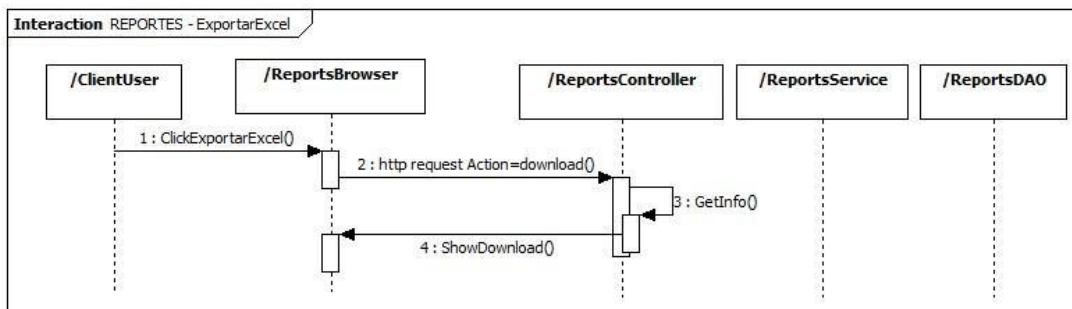 Interaction REPORTES - ExportarExcel
/ClientUser
/ReportsBrowser
/ReportsController
/ReportsService
/ReportsDAO
1 : ClickExportarExcel()
2 : http request Action=download()
3 : GetInfo()
4 : ShowDownload()